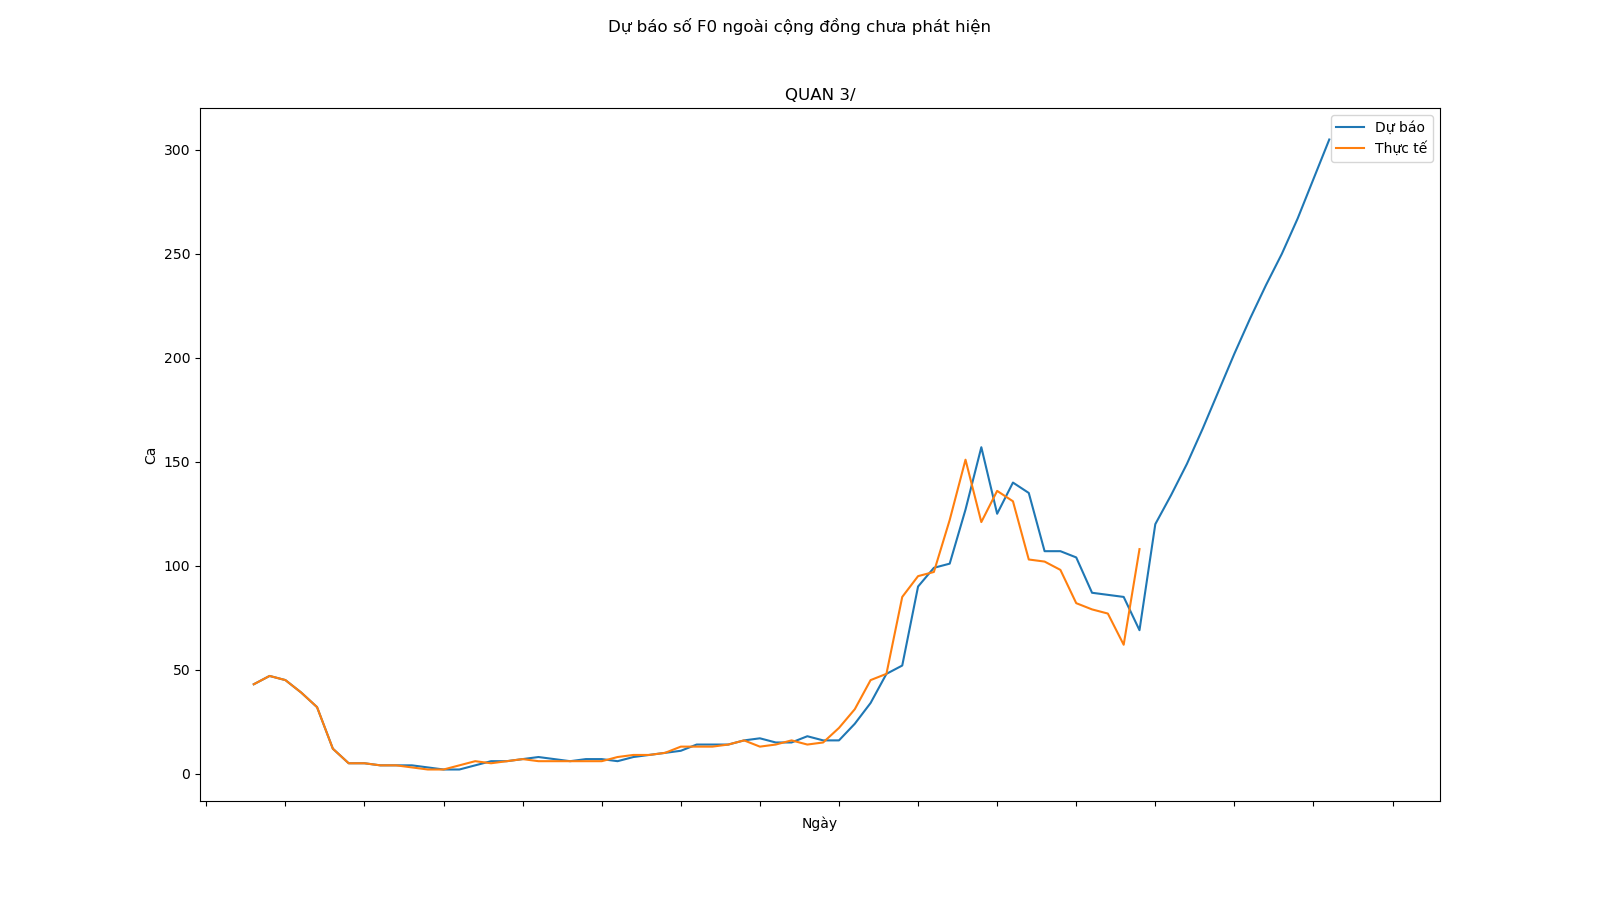 Dự báo số F0 ngoài cộng đồng chưa phát hiện
QUAN 3/
Dự báo
Thực tế
300
250
200
150
100
50
0
Ca
Ngày